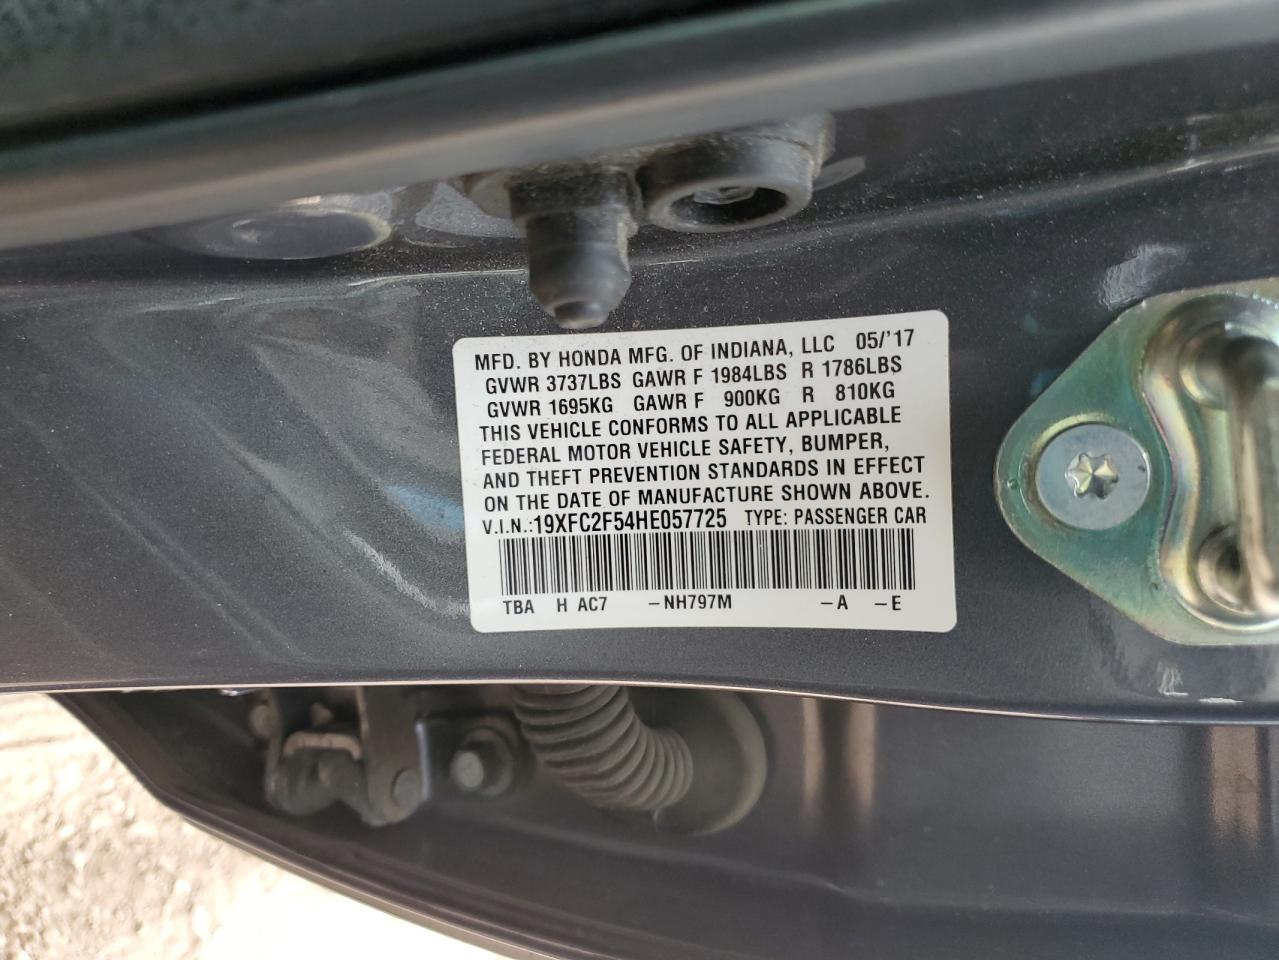 MFD. BY HONDA MFG. OF INDIANA, LLC 05/'17
GVWR 3737LBS GAWR F 1984LBS R 1786LBS
GVWR 1695KG GAWR F 900KG R 810KG
THIS VEHICLE CONFORMS TO ALL APPLICABLE
FEDERAL MOTOR VEHICLE SAFETY, BUMPER,
AND THEFT PREVENTION STANDARDS IN EFFECT
ON THE DATE OF MANUFACTURE SHOWN ABOVE.
V.I.N.:19XFC2F54HE057725 TYPE: PASSENGER CAR
TBA H AC7 -NH797M -A -E